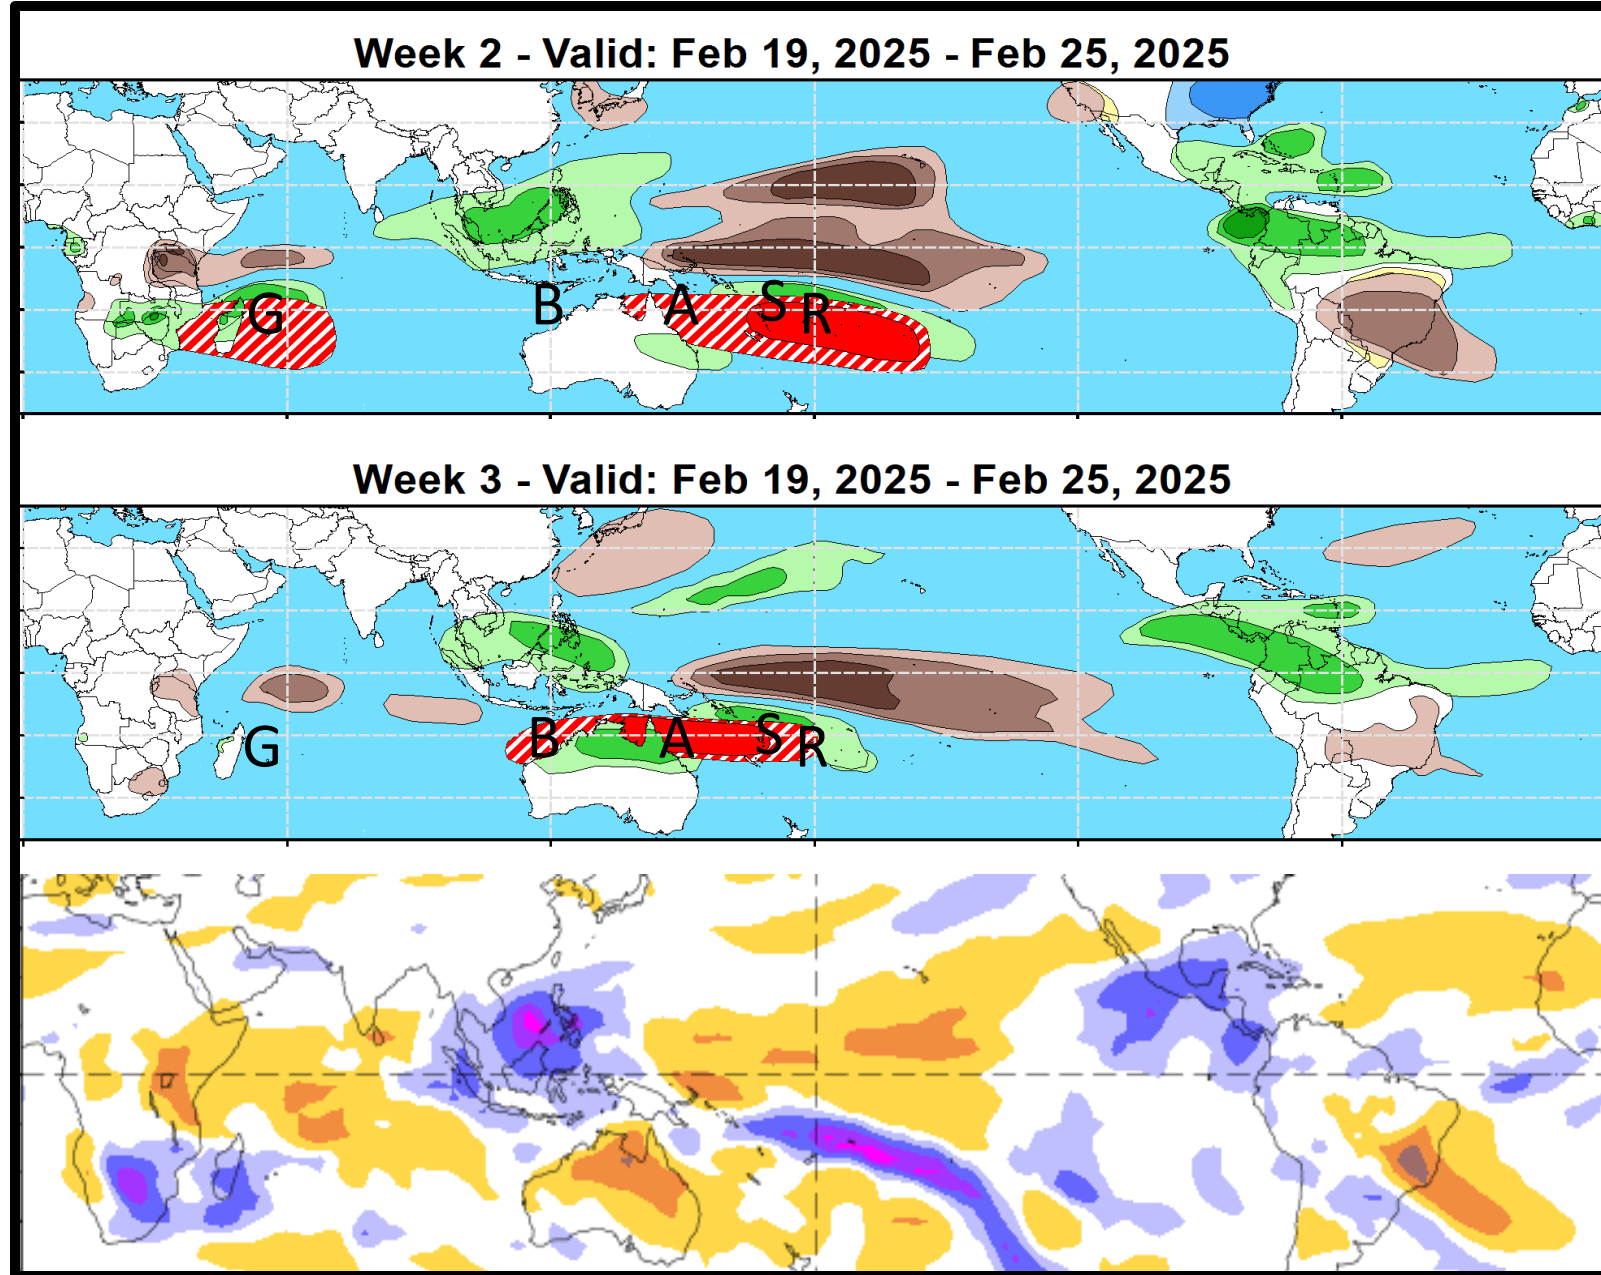 Week 2 - Valid: Feb 19, 2025 - Feb 25, 2025
G B A S R
Week 3 - Valid: Feb 19, 2025 - Feb 25, 2025
G B A S R